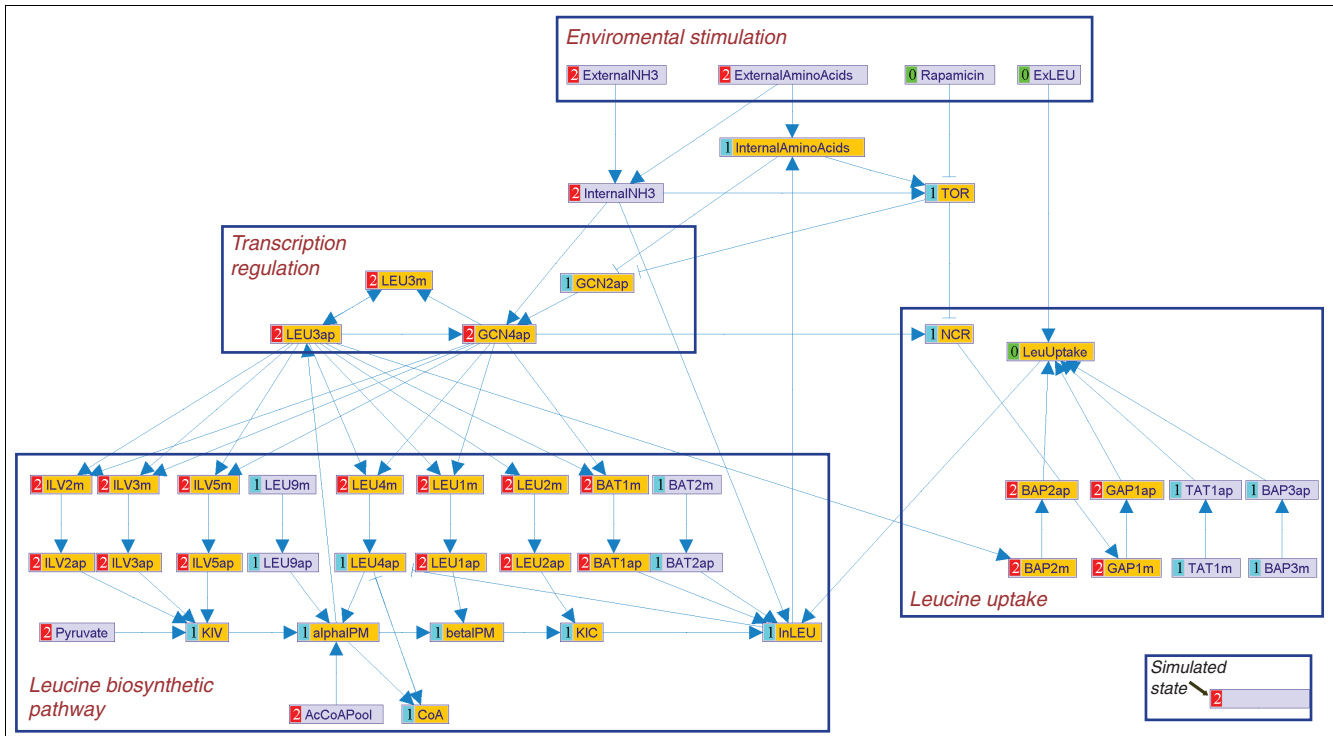 Enviromental stimulation
2 ExternalNH3
2 ExternalAminoAcids
0 Rapamicin
0 ExLEU
1 InternalAminoAcids
2 InternalNH3
1 TOR
Transcription
regulation
2 LEU3m
1 GCN2ap
2 LEU3ap
2 GCN4ap
1 NCR
0 LeuUptake
2 ILV2m
2 ILV3m
2 ILV5m
1 LEU9m
2 LEU4m
2 LEU1m
2 LEU2m
2 BAT1m
1 BAT2m
2 BAP2ap
2 GAP1ap
1 TAT1ap
1 BAP3ap
2 ILV2ap
2 ILV3ap
2 ILV5ap
1 LEU9ap
1 LEU4ap
2 LEU1ap
2 LEU2ap
2 BAT1ap
1 BAT2ap
2 BAP2m
2 GAP1m
1 TAT1m
1 BAP3m
Leucine uptake
2 Pyruvate
1 KIV
1 alphaIPM
1 betaIPM
1 KIC
1 InLEU
Leucine biosynthetic
pathway
2 AcCoAPool
1 CoA
Simulated
state
2